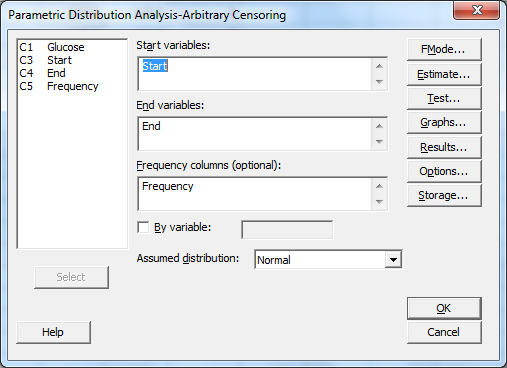 Parametric Distribution Analysis-Arbitrary Censoring
C1 Glucose
C3 Start
C4 End
C5 Frequency
Select
Help
Start variables:
Start
End variables:
End
Frequency columns (optional):
Frequency
By variable:
Assumed distribution: Normal
FMode...
Estimate...
Test...
Graphs...
Results...
Options...
Storage...
OK
Cancel